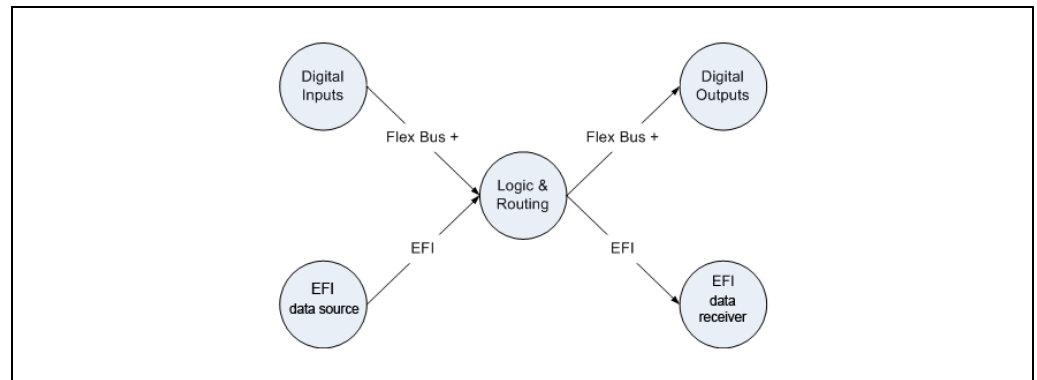 Digital
Inputs
Digital
Outputs
Flex Bus +
Flex Bus +
Logic &
Routing
EFI
EFI
EFI
data source
EFI
data
receiver